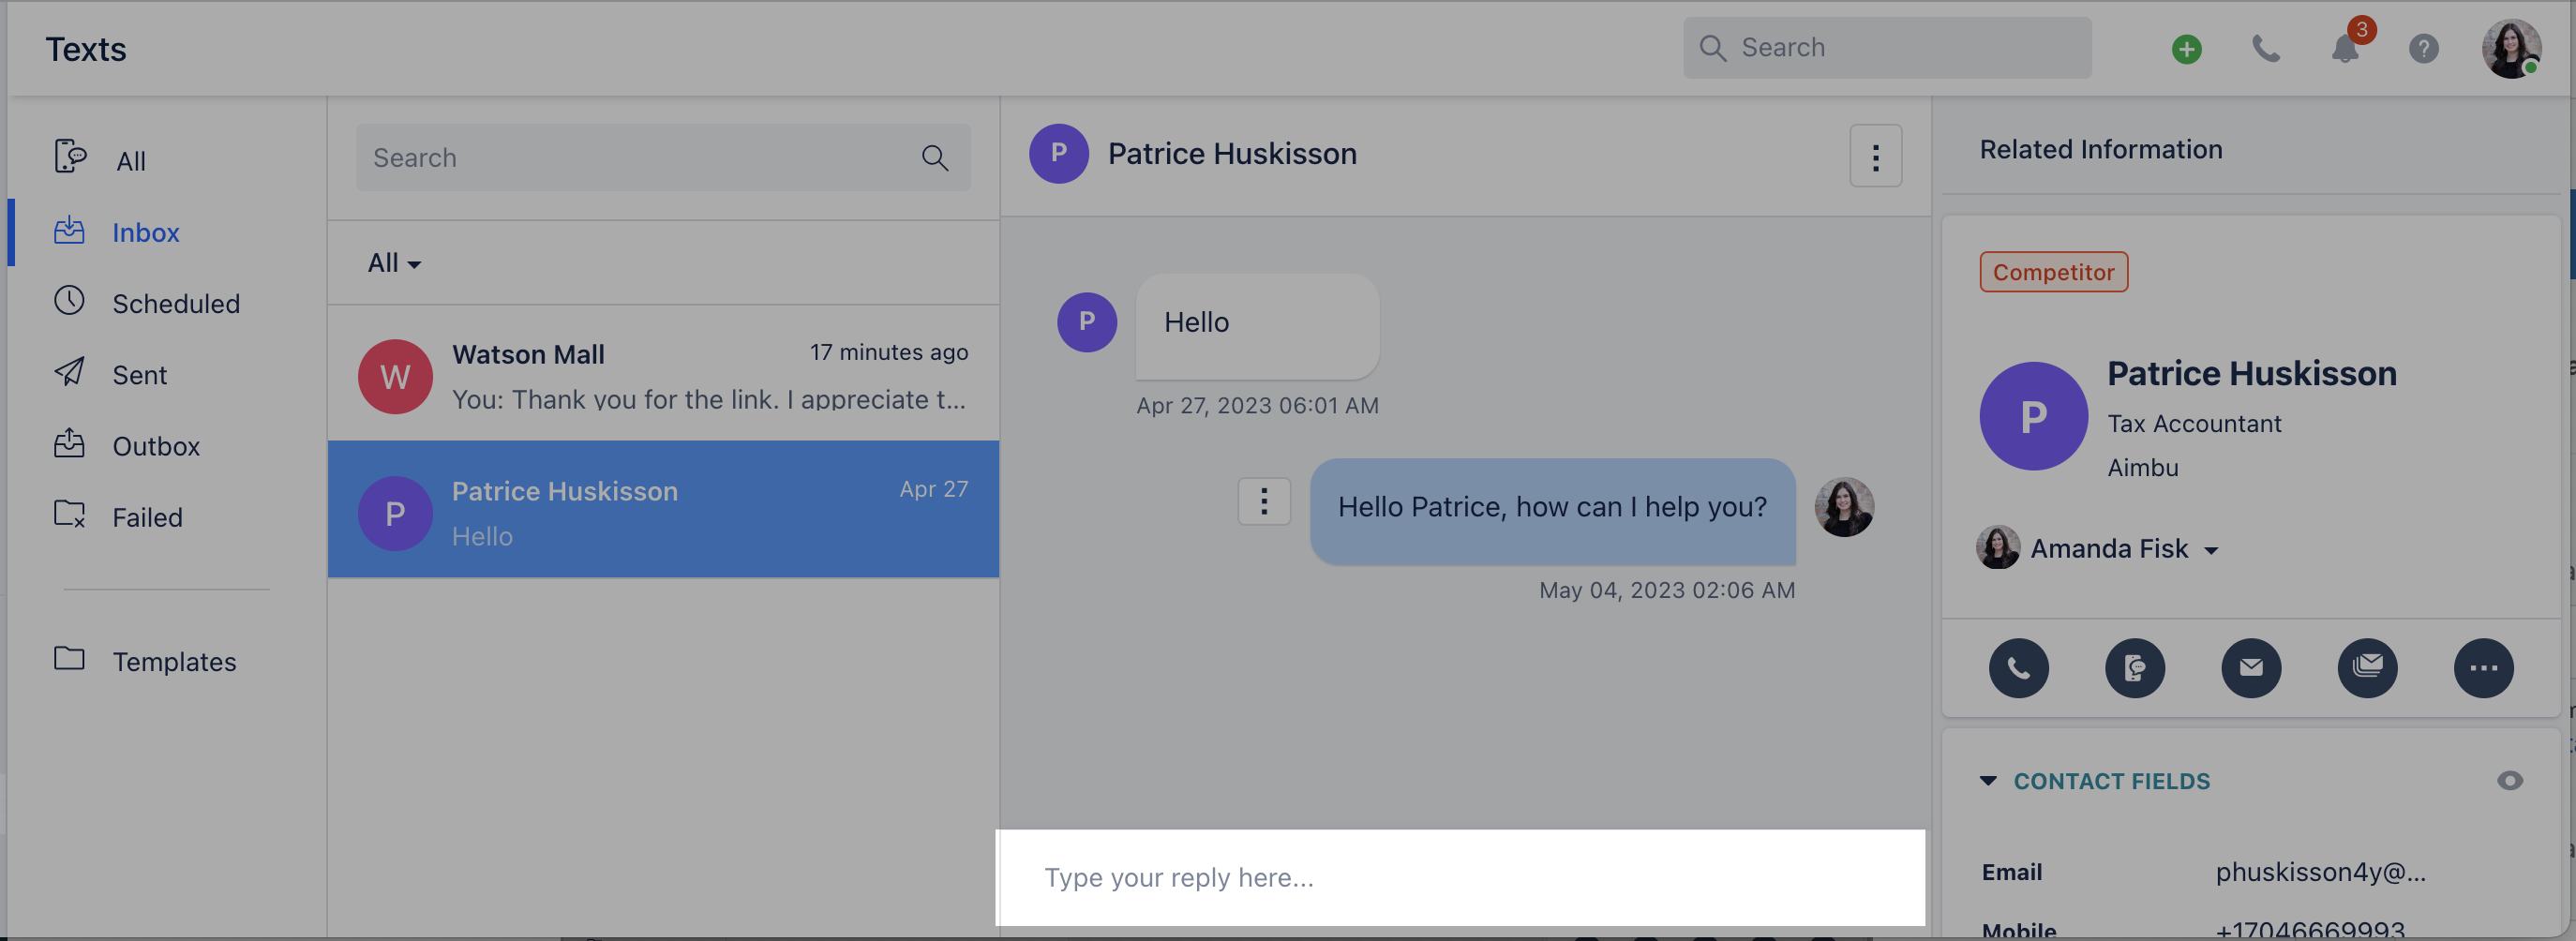 Texts
Search
3
All
Inbox
Scheduled
Sent
Outbox
Failed
Templates
Search
All
W
Watson Mall
17 minutes ago
You: Thank you for the link. I appreciate t...
P
Patrice Huskisson
Apr 27
Hello
P
Patrice Huskisson
P
Hello
Apr 27, 2023 06:01 AM
Hello Patrice, how can I help you?
May 04, 2023 02:06 AM
Type your reply here...
Related Information
Competitor
P
Patrice Huskisson
Tax Accountant
Aimbu
Amanda Fisk
CONTACT FIELDS
Email
phuskisson4y@...
Mobile
+17046669993